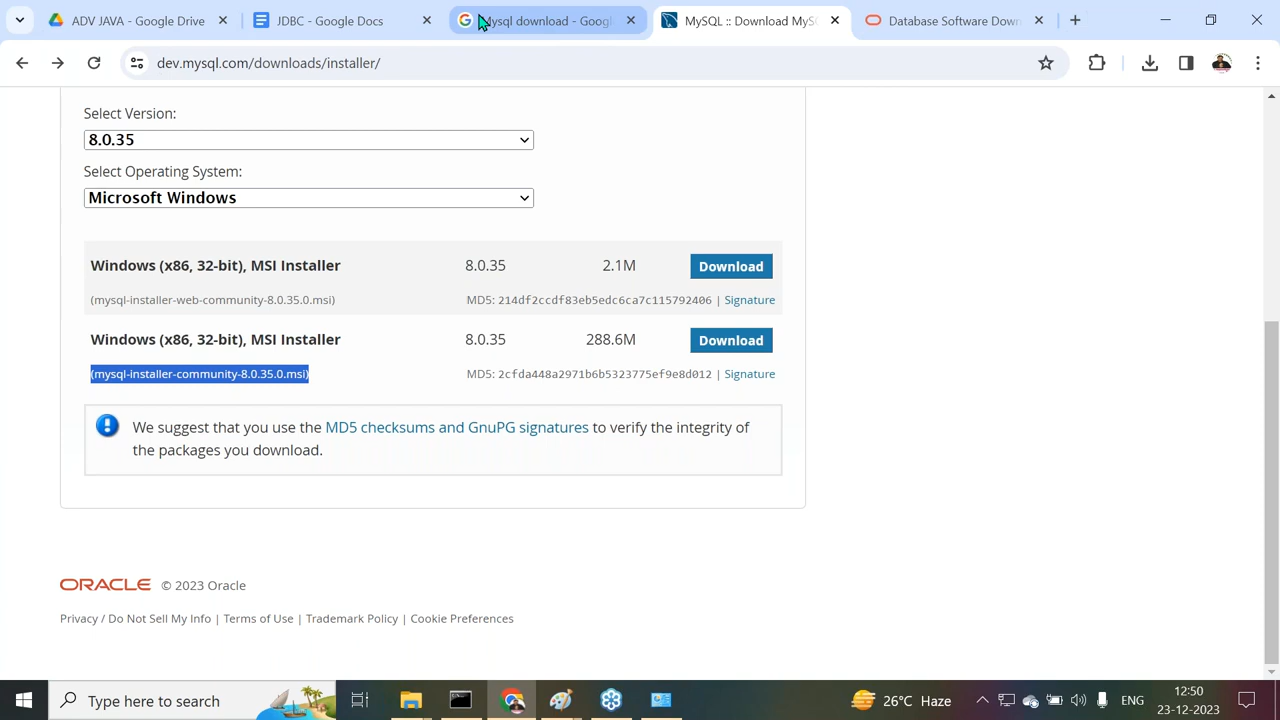 ADV JAVA - Google Drive
JDBC - Google Docs
Mysql download - Googl
MySQL :: Download MyS
Database Software Down
dev.mysql.com/downloads/installer/
Select Version:
8.0.35
Select Operating System:
Microsoft Windows
Windows (x86, 32-bit), MSI Installer 8.0.35 2.1M Download
(mysql-installer-web-community-8.0.35.0.msi) MD5: 214df2ccdf83eb5edc6ca7c115792406 | Signature
Windows (x86, 32-bit), MSI Installer 8.0.35 288.6M Download
(mysql-installer-community-8.0.35.0.msi) MD5: 2cfda448a2971b6b5323775ef9e8d012 | Signature
We suggest that you use the MD5 checksums and GnuPG signatures to verify the integrity of
the packages you download.
ORACLE © 2023 Oracle
Privacy / Do Not Sell My Info | Terms of Use | Trademark Policy | Cookie Preferences
Type here to search
26°C Haze
ENG
12:50
23-12-2023